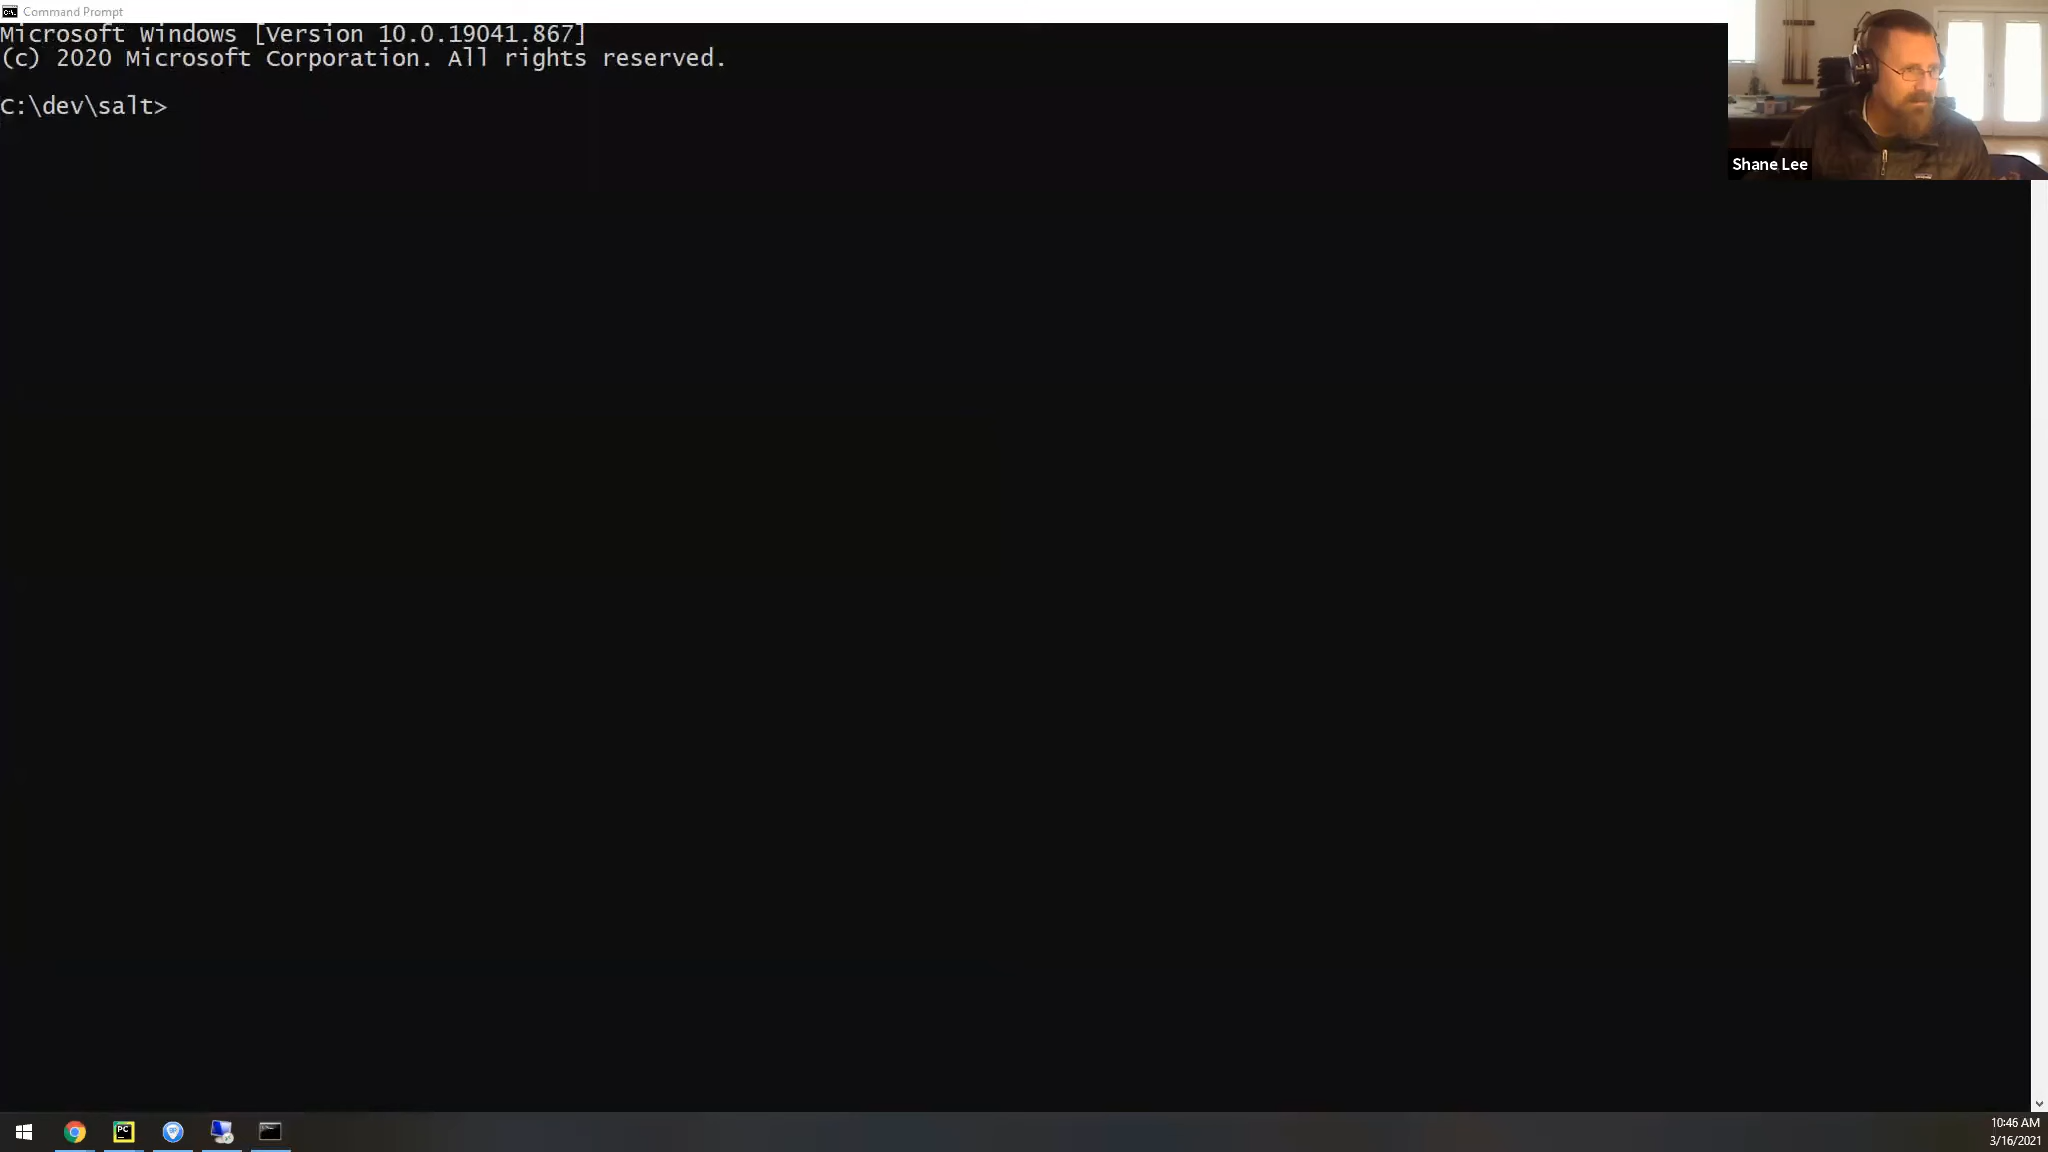 Command Prompt
Microsoft Windows [Version 10.0.19041.867]
(c) 2020 Microsoft Corporation. All rights reserved.
C:\dev\salt>
Shane Lee
PC
10:46 AM
3/16/2021